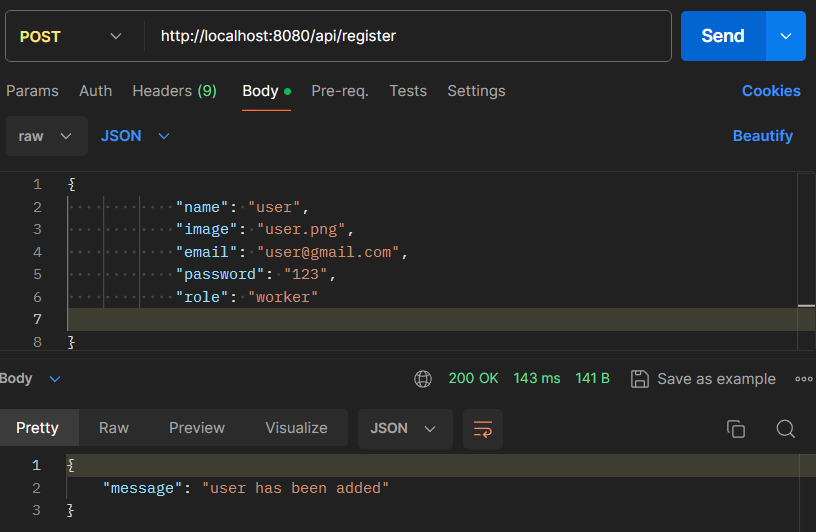 POST http://localhost:8080/api/register Send
Params Auth Headers (9) Body Pre-req. Tests Settings Cookies
raw JSON Beautify
1 {
2 "name": "user",
3 "image": "user.png",
4 "email": "user@gmail.com",
5 "password": "123",
6 "role": "worker"
7
8 }
Body 200 OK 143 ms 141 B Save as example
Pretty Raw Preview Visualize JSON
1 {
2 "message": "user has been added"
3 }